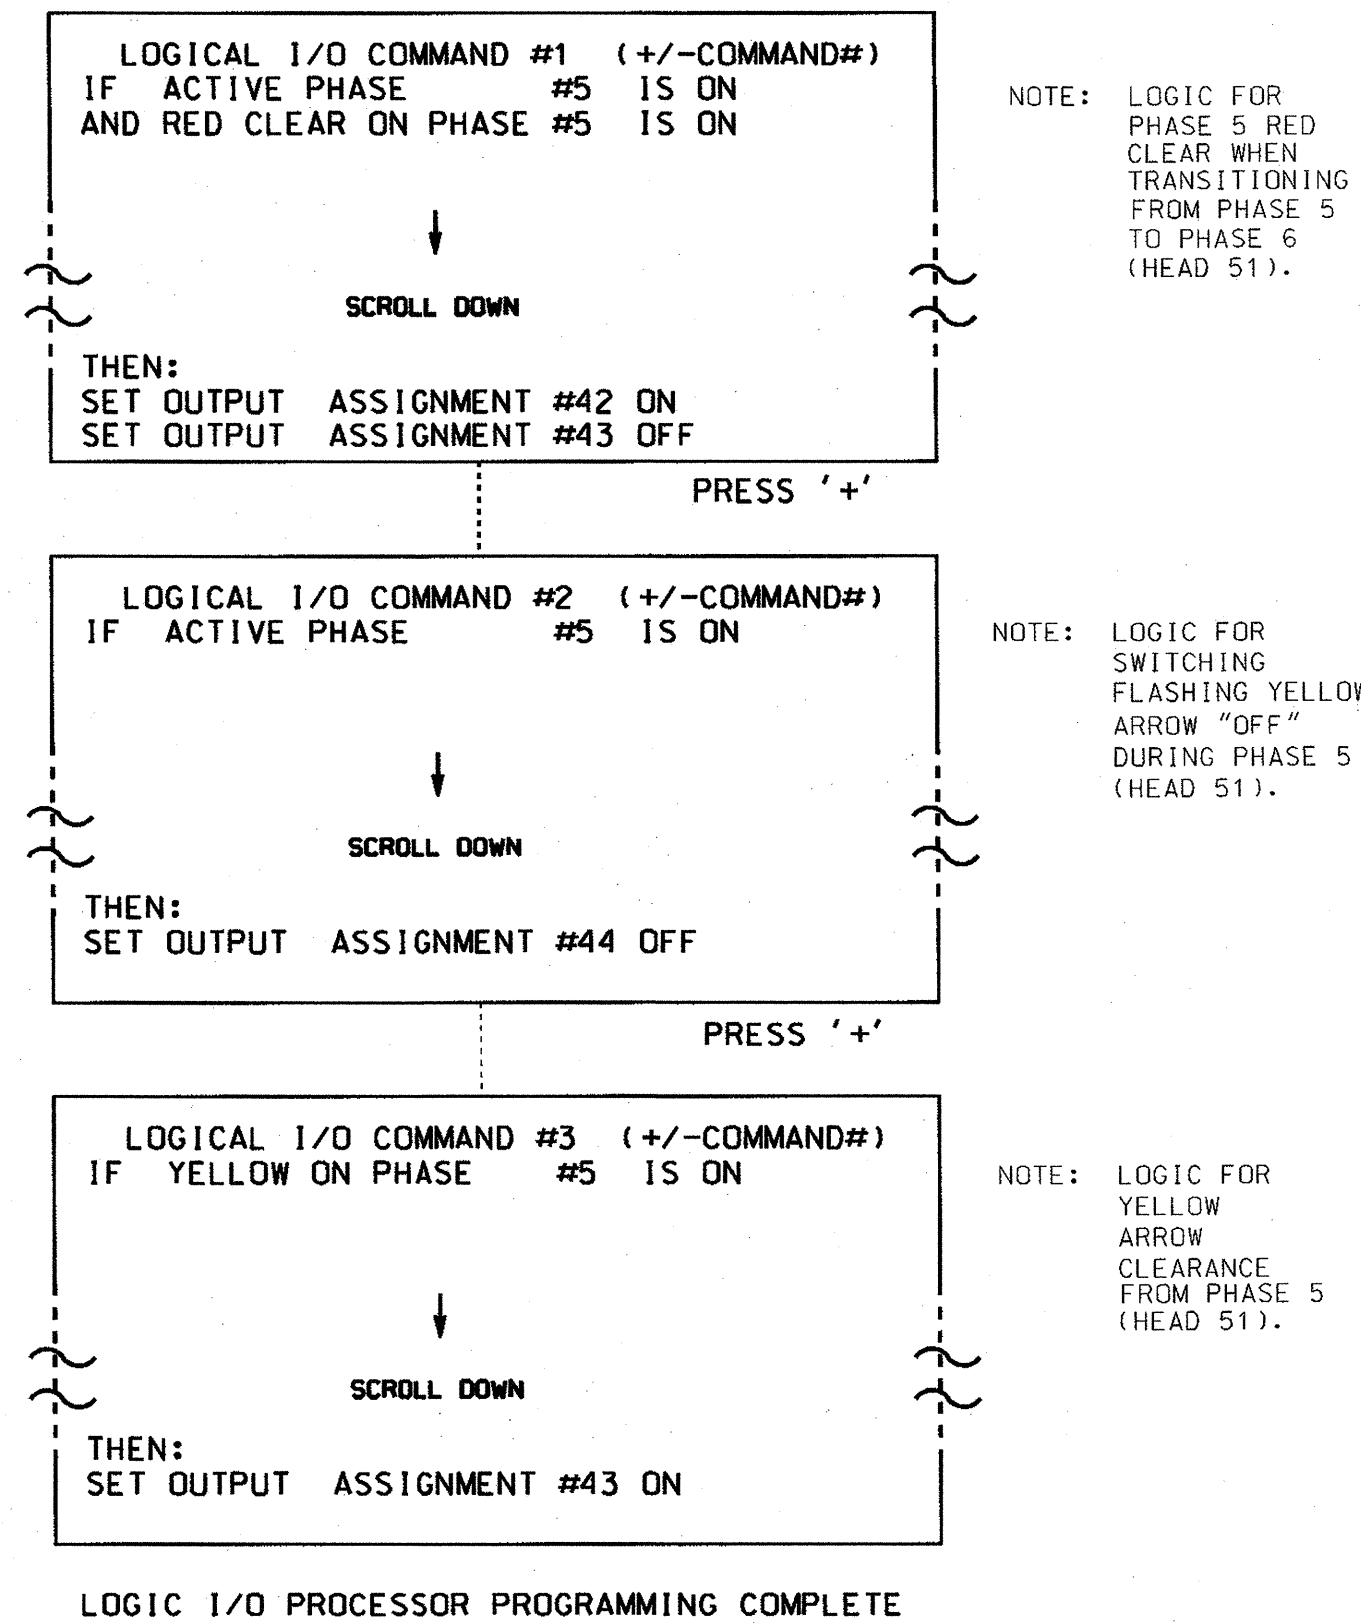 LOGICAL I/O COMMAND #1 (+/-COMMAND#)
IF ACTIVE PHASE #5 IS ON
AND RED CLEAR ON PHASE #5 IS ON
SCROLL DOWN
THEN:
SET OUTPUT ASSIGNMENT #42 ON
SET OUTPUT ASSIGNMENT #43 OFF
NOTE: LOGIC FOR
PHASE 5 RED
CLEAR WHEN
TRANSITIONING
FROM PHASE 5
TO PHASE 6
(HEAD 51).
PRESS '+'
LOGICAL I/O COMMAND #2 (+/-COMMAND#)
IF ACTIVE PHASE #5 IS ON
SCROLL DOWN
THEN:
SET OUTPUT ASSIGNMENT #44 OFF
NOTE: LOGIC FOR
SWITCHING
FLASHING YELLOW
ARROW "OFF"
DURING PHASE 5
(HEAD 51).
PRESS '+'
LOGICAL I/O COMMAND #3 (+/-COMMAND#)
IF YELLOW ON PHASE #5 IS ON
SCROLL DOWN
THEN:
SET OUTPUT ASSIGNMENT #43 ON
NOTE: LOGIC FOR
YELLOW
ARROW
CLEARANCE
FROM PHASE 5
(HEAD 51).
LOGIC I/O PROCESSOR PROGRAMMING COMPLETE